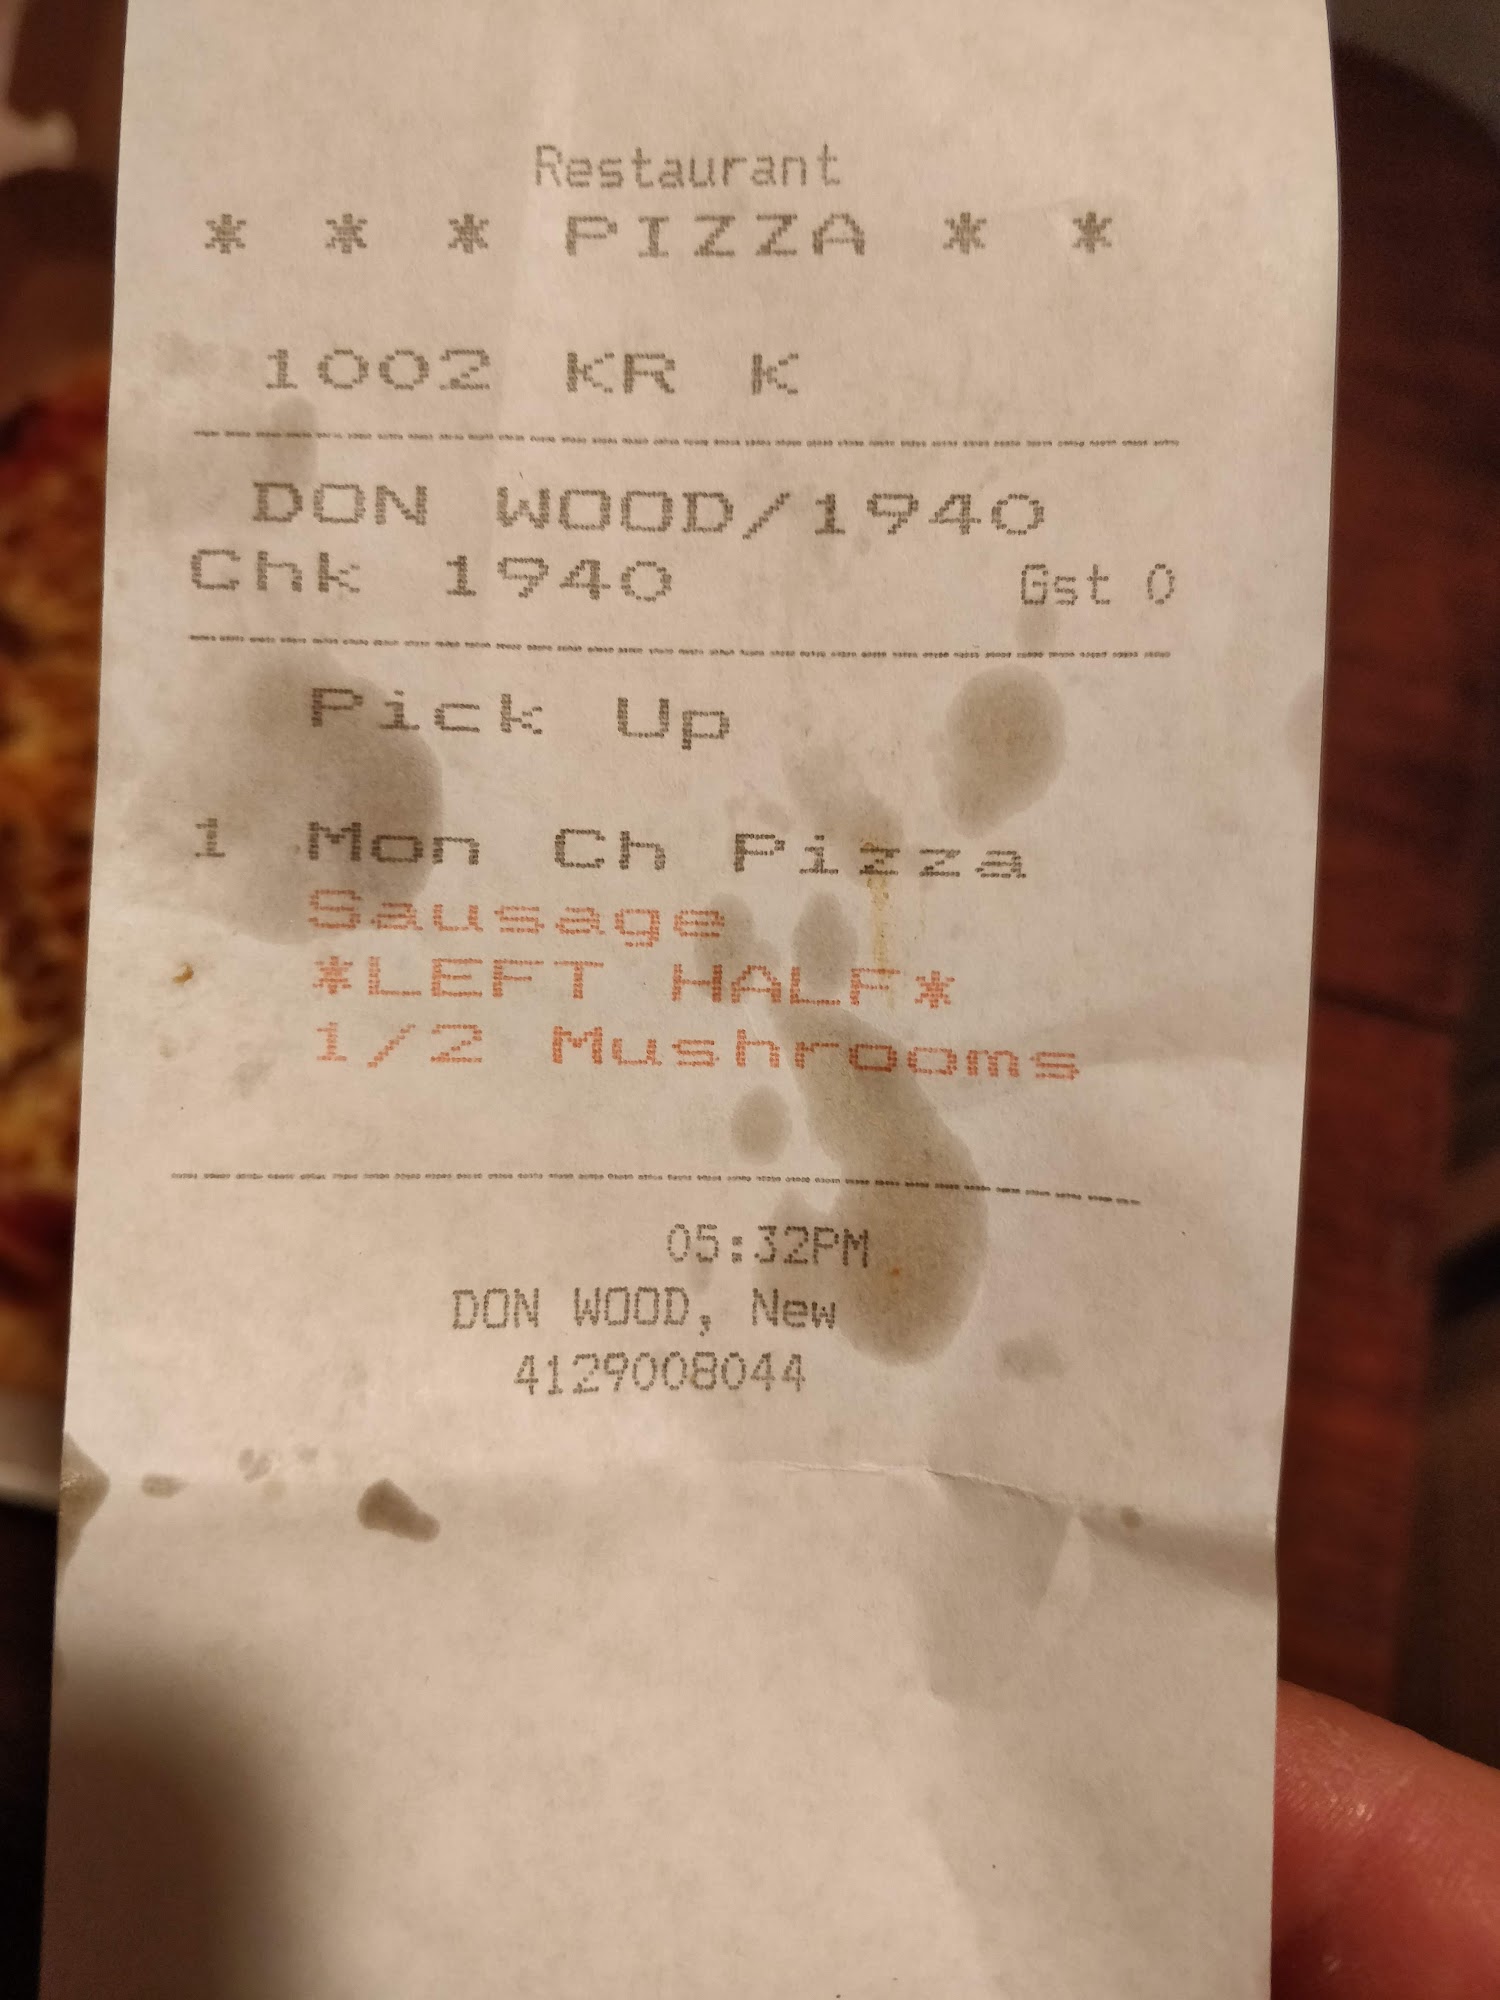 Restaurant
* * * PIZZA * *
1002 KR K
DON WOOD/1940
Chk 1940 Gst 0
Pick Up
1 Mon Ch Pizza
Sausage
*LEFT HALF*
1/2 Mushrooms
05:32PM
DON WOOD, New
4129008044